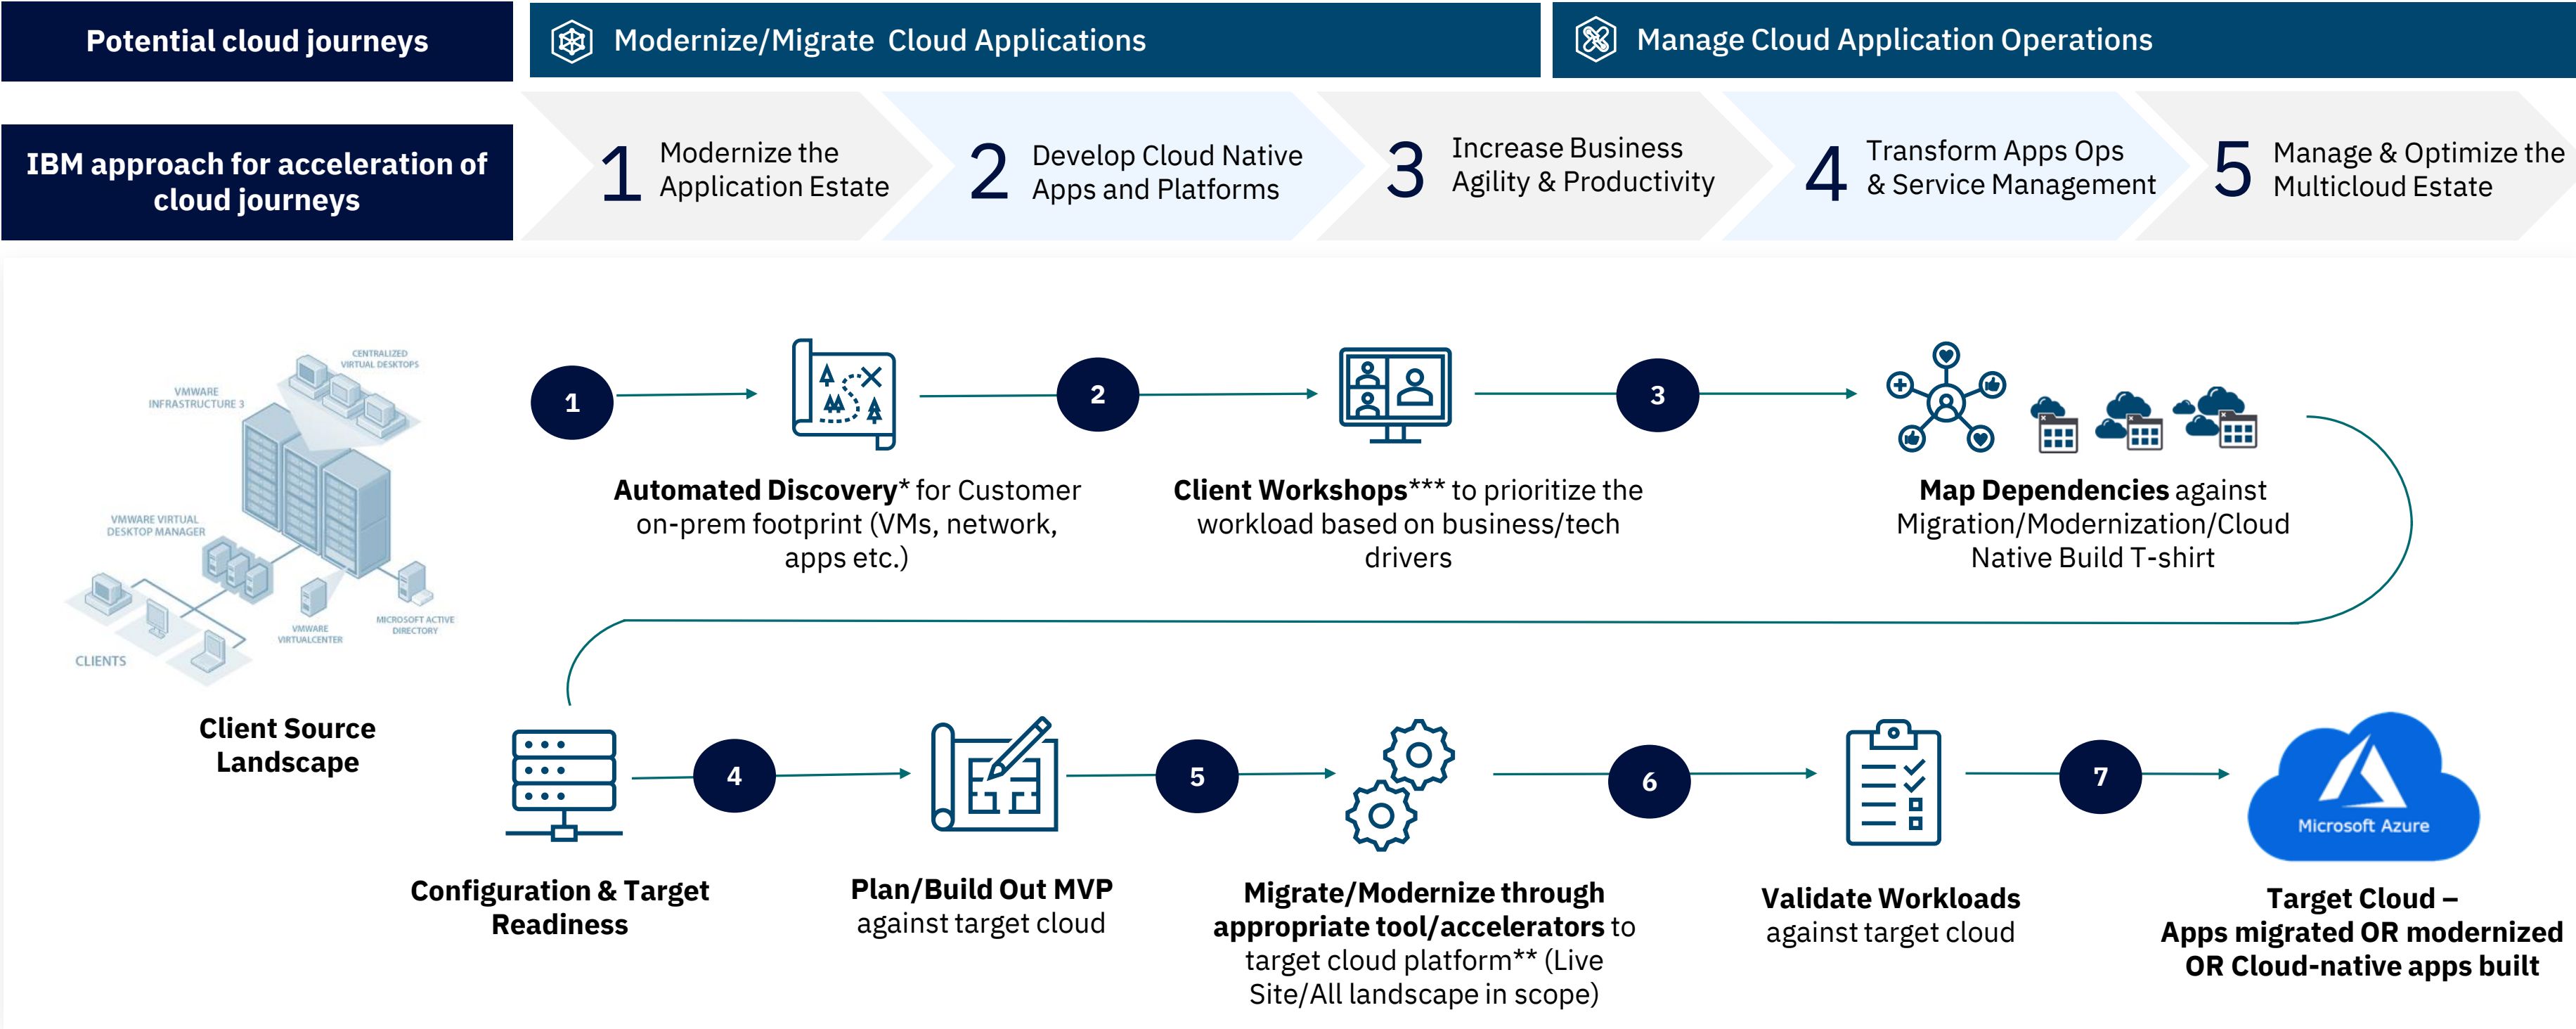 Potential cloud journeys
Modernize/Migrate Cloud Applications
Manage Cloud Application Operations
IBM approach for acceleration of
cloud journeys
1
Modernize the
Application Estate
2
Develop Cloud Native
Apps and Platforms
3
Increase Business
Agility & Productivity
4
Transform Apps Ops
& Service Management
5
Manage & Optimize the
Multicloud Estate
CENTRALIZED
VIRTUAL DESKTOPS
VMWARE
INFRASTRUCTURE 3
VMWARE VIRTUAL
DESKTOP MANAGER
VMWARE
VIRTUALCENTER
MICROSOFT ACTIVE
DIRECTORY
CLIENTS
Client Source
Landscape
1
Automated Discovery* for Customer
on-prem footprint (VMs, network,
apps etc.)
2
Client Workshops*** to prioritize the
workload based on business/tech
drivers
3
Map Dependencies against
Migration/Modernization/Cloud
Native Build T-shirt
Configuration & Target
Readiness
4
Plan/Build Out MVP
against target cloud
5
Migrate/Modernize through
appropriate tool/accelerators to
target cloud platform** (Live
Site/All landscape in scope)
6
Validate Workloads
against target cloud
7
Microsoft Azure
Target Cloud –
Apps migrated OR modernized
OR Cloud-native apps built